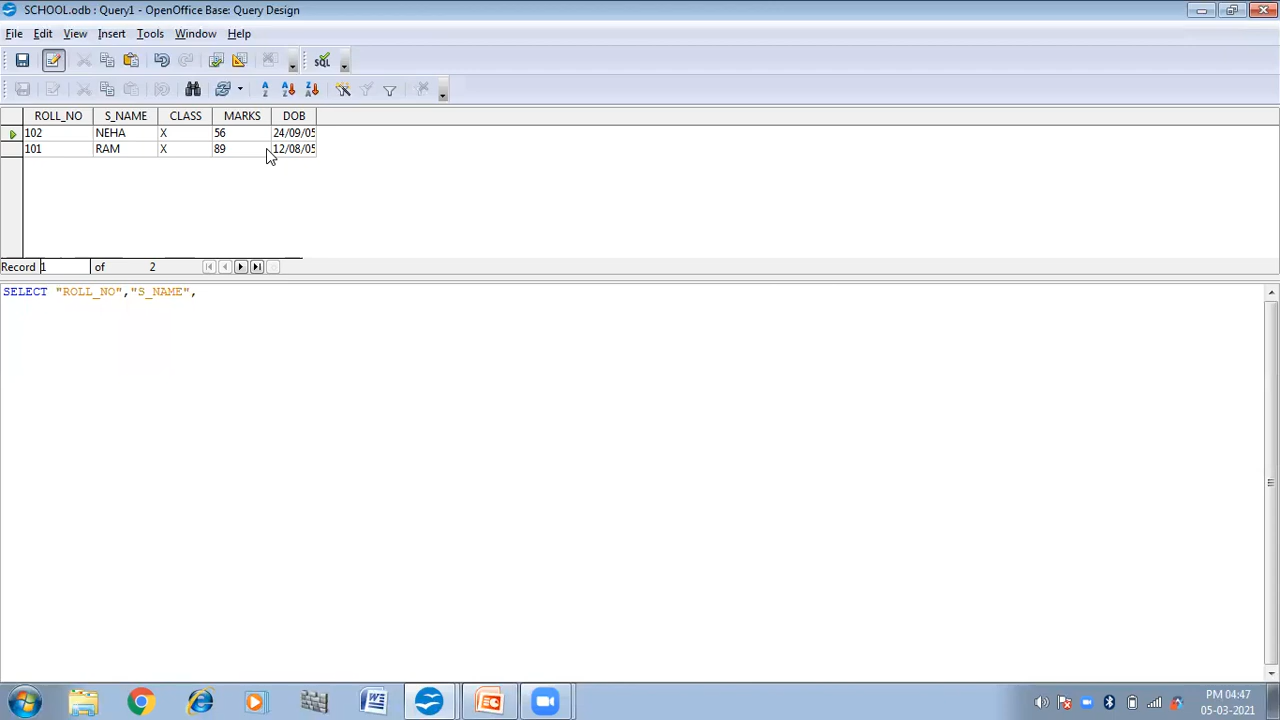 SCHOOL.odb : Query1 - OpenOffice Base: Query Design
File Edit View Insert Tools Window Help
ROLL_NO S_NAME CLASS MARKS DOB
102 NEHA X 56 24/09/05
101 RAM X 89 12/08/05
Record 1 of 2
SELECT "ROLL_NO","S_NAME",
PM 04:47
05-03-2021